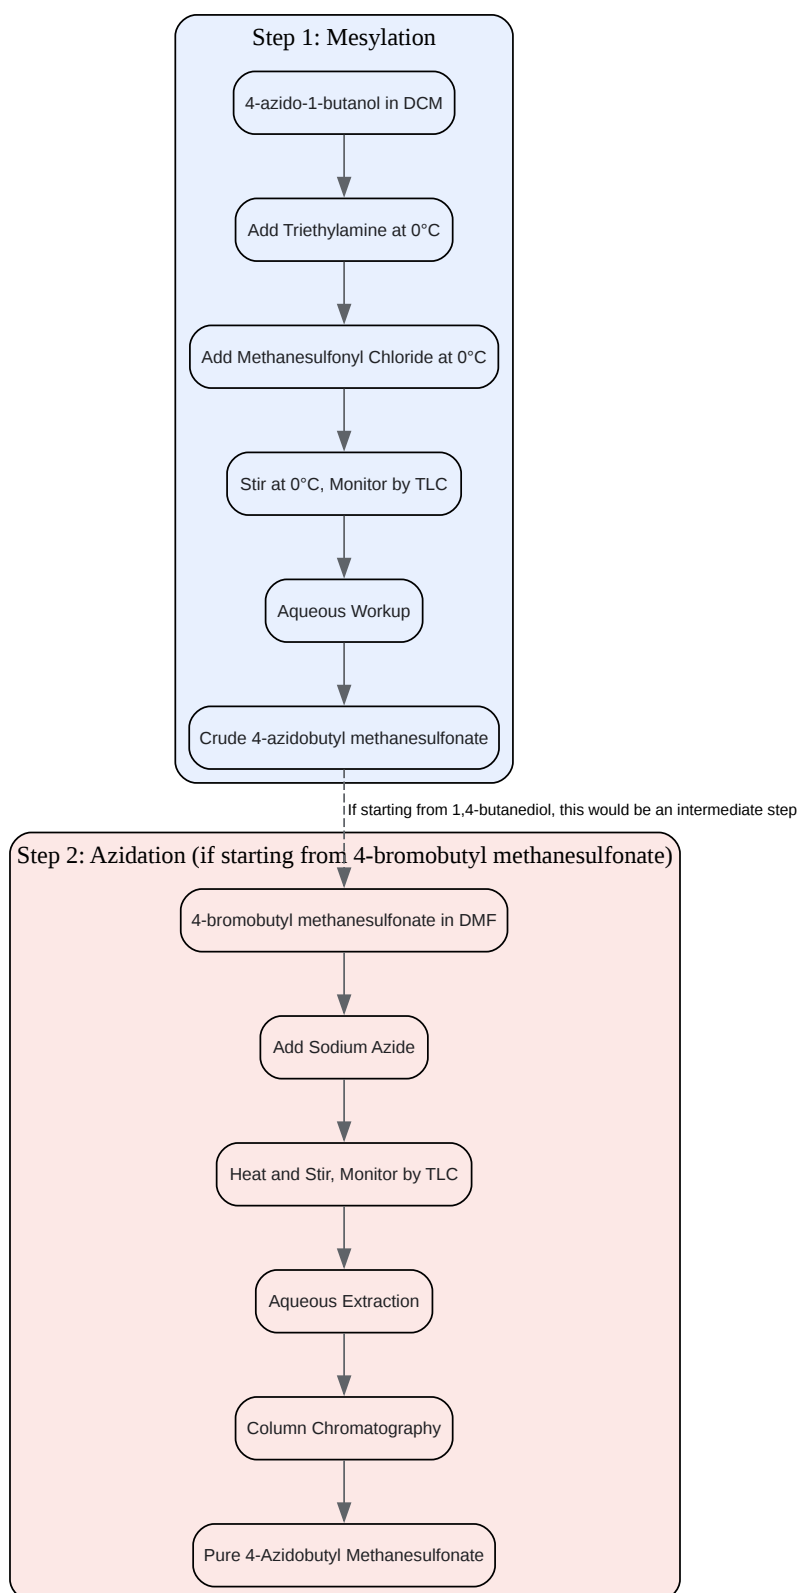 Step 1: Mesylation
4-azido-1-butanol in DCM
Add Triethylamine at 0°C
Add Methanesulfonyl Chloride at 0°C
Stir at 0°C, Monitor by TLC
Aqueous Workup
Crude 4-azidobutyl methanesulfonate
If starting from 1,4-butanediol, this would be an intermediate step
Step 2: Azidation (if starting from 4-bromobutyl methanesulfonate)
4-bromobutyl methanesulfonate in DMF
Add Sodium Azide
Heat and Stir, Monitor by TLC
Aqueous Extraction
Column Chromatography
Pure 4-Azidobutyl Methanesulfonate